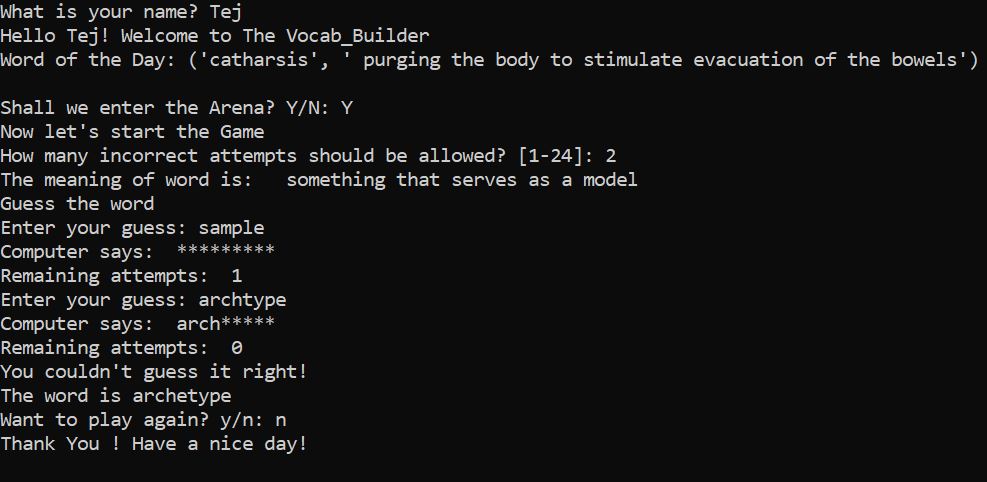 What is your name? Tej
Hello Tej! Welcome to The Vocab_Builder
Word of the Day: ('catharsis', ' purging the body to stimulate evacuation of the bowels')
Shall we enter the Arena? Y/N: Y
Now let's start the Game
How many incorrect attempts should be allowed? [1-24]: 2
The meaning of word is:   something that serves as a model
Guess the word
Enter your guess: sample
Computer says:  *********
Remaining attempts:  1
Enter your guess: archtype
Computer says:  arch*****
Remaining attempts:  0
You couldn't guess it right!
The word is archetype
Want to play again? y/n: n
Thank You ! Have a nice day!